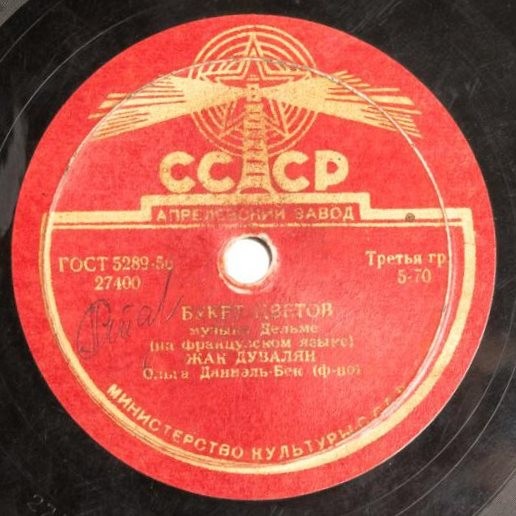 СССР
АПРЕЛЕВСКИЙ ЗАВОД
ГОСТ 5289-56
27400
Третья гр.
5-70
БУКЕТ ЦВЕТОВ
музыка Дельме
(на французском языке)
ЖАК ДУВАЛЯН
Ольга Даниэль-Бек (ф-но)
МИНИСТЕРСТВО КУЛЬТУРЫ СССР